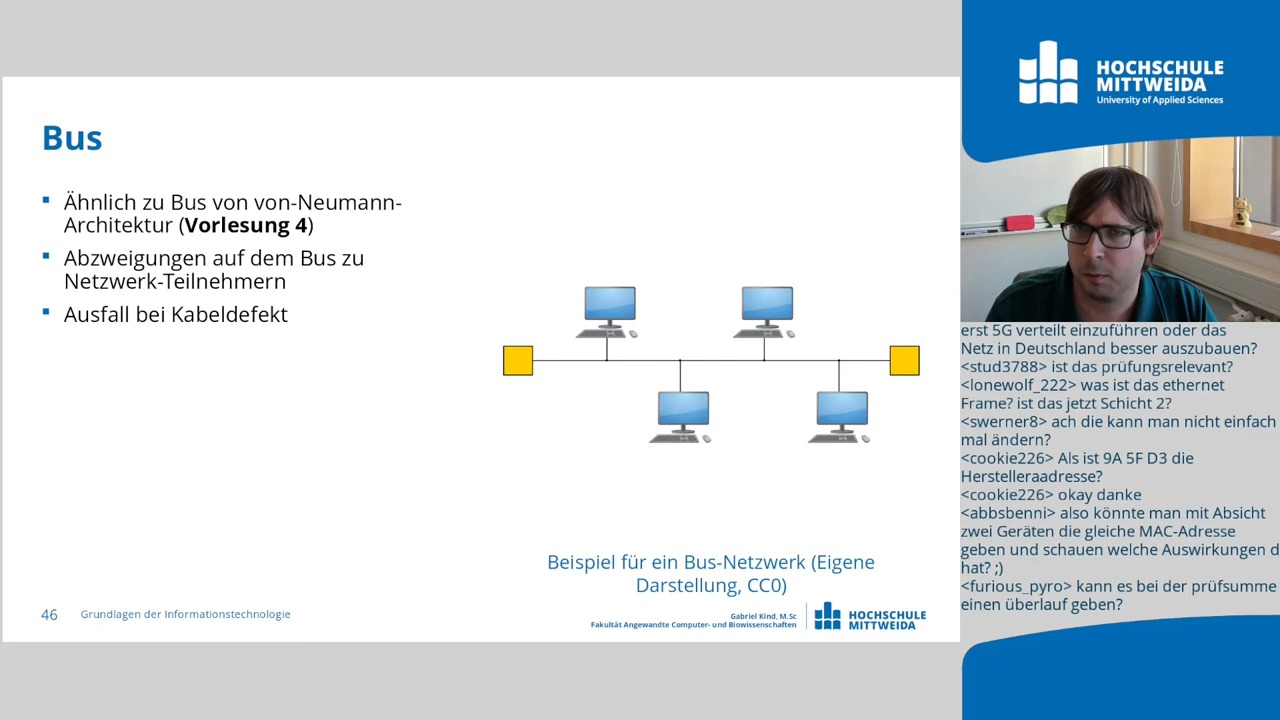 Bus
Ähnlich zu Bus von von-Neumann-
Architektur (Vorlesung 4)
Abzweigungen auf dem Bus zu
Netzwerk-Teilnehmern
Ausfall bei Kabeldefekt
Beispiel für ein Bus-Netzwerk (Eigene
Darstellung, CC0)
46 Grundlagen der Informationstechnologie
Gabriel Kind, M.Sc
Fakultät Angewandte Computer- und Biowissenschaften
HOCHSCHULE
MITTWEIDA
HOCHSCHULE
MITTWEIDA
University of Applied Sciences
erst 5G verteilt einzuführen oder das
Netz in Deutschland besser auszubauen?
<stud3788> ist das prüfungsrelevant?
<lonewolf_222> was ist das ethernet
Frame? ist das jetzt Schicht 2?
<swerner8> ach die kann man nicht einfach
mal ändern?
<cookie226> Als ist 9A 5F D3 die
Herstelleraadresse?
<cookie226> okay danke
<abbsbenni> also könnte man mit Absicht
zwei Geräten die gleiche MAC-Adresse
geben und schauen welche Auswirkungen d
hat? ;)
<furious_pyro> kann es bei der prüfsumme
einen überlauf geben?